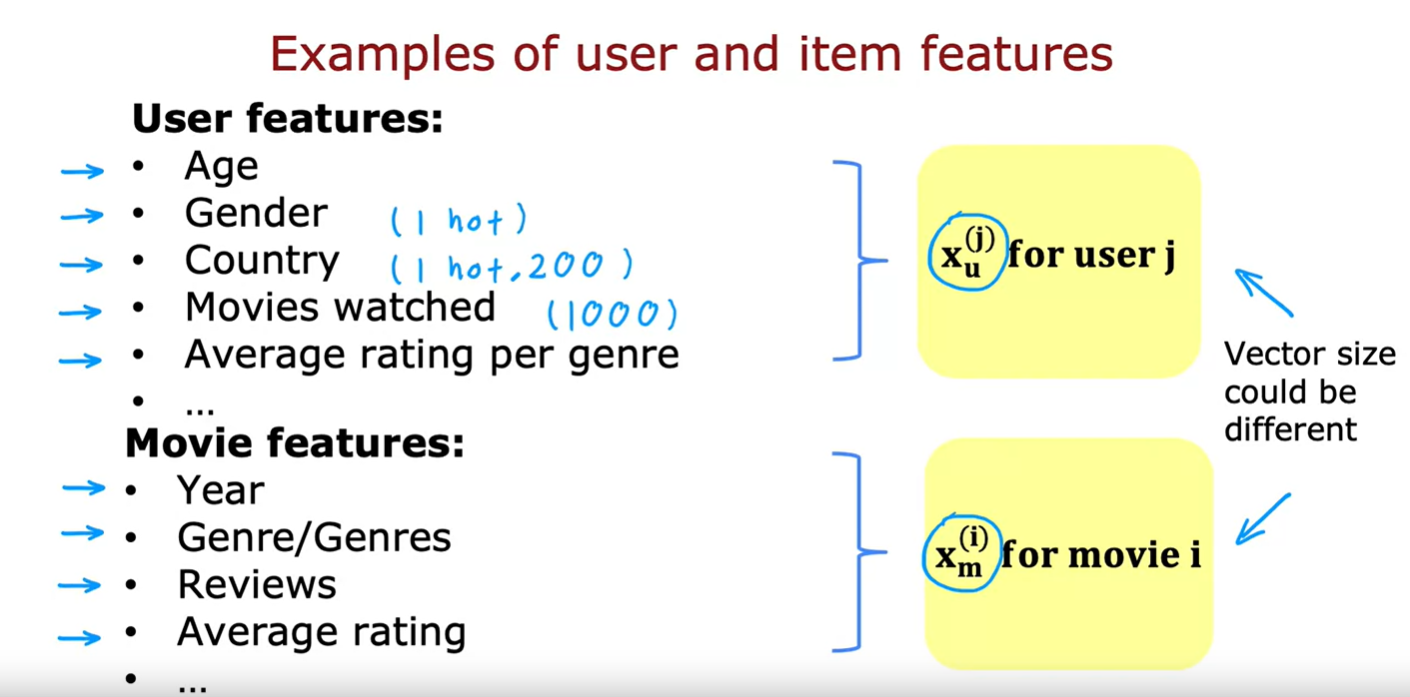 Examples of user and item features
User features:
• Age
• Gender (1 hot)
• Country (1 hot, 200)
• Movies watched (1000)
• Average rating per genre
• ...
x_u^(j) for user j
Vector size
could be
different
Movie features:
• Year
• Genre/Genres
• Reviews
• Average rating
• ...
x_m^(i) for movie i